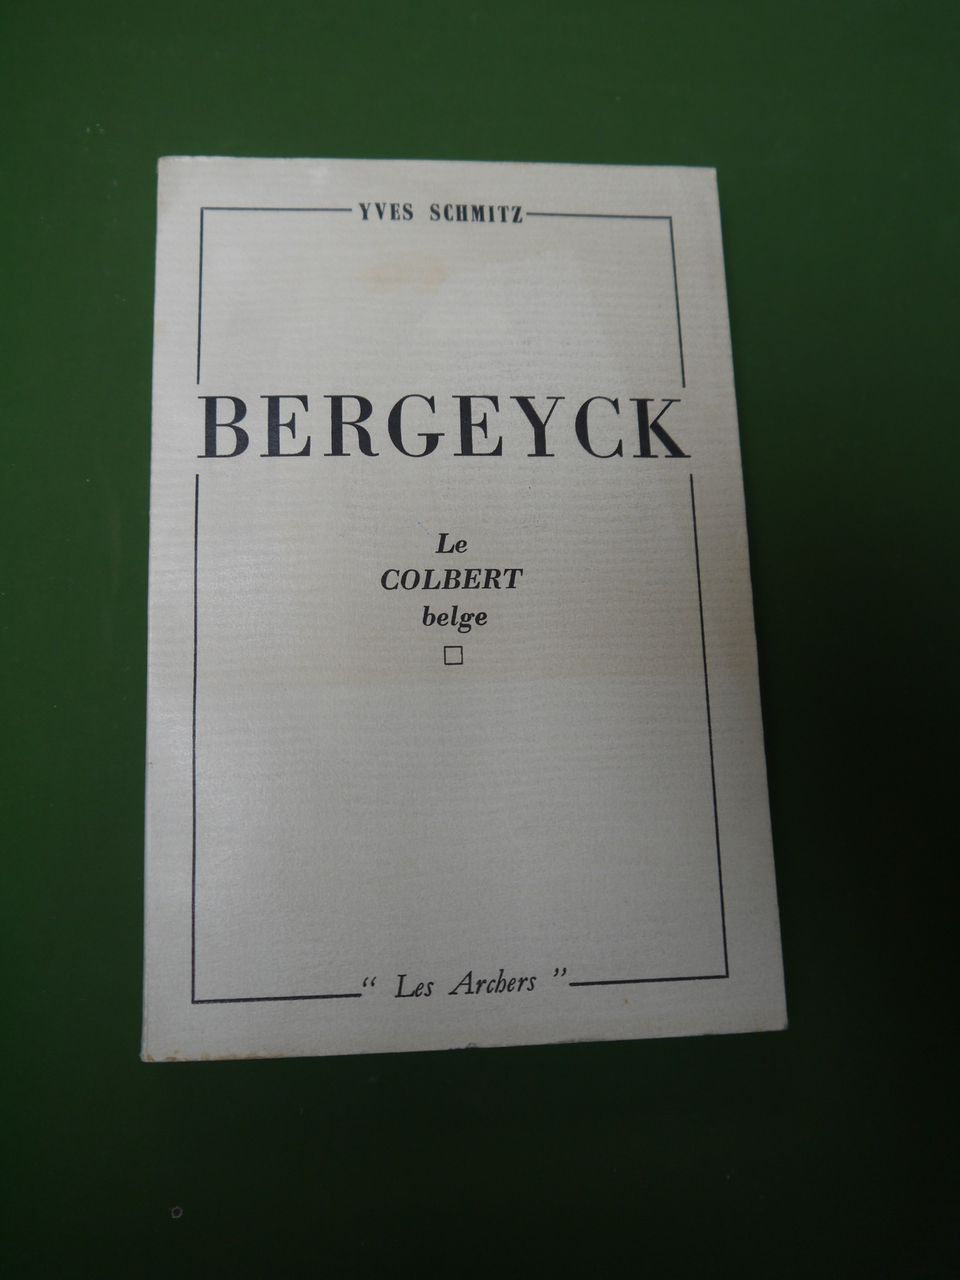 YVES SCHMITZ
BERGEYCK
Le
COLBERT
belge
“ Les Archers ”